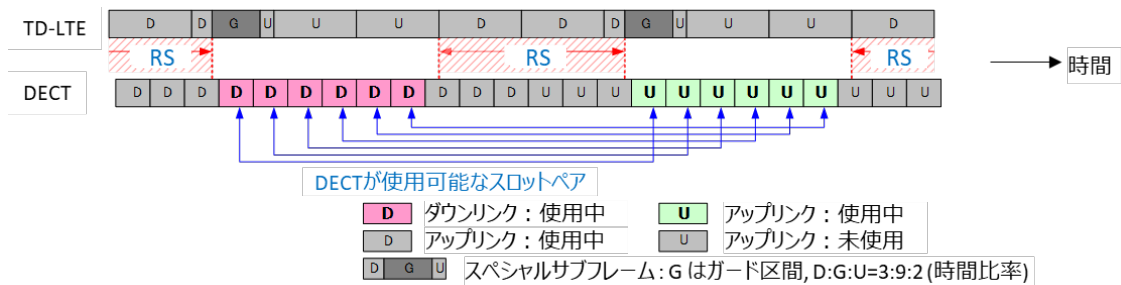 TD-LTE D D G U U U D D D G U U U D
RS RS RS
時間
DECT D D D D D D D D D D D D U U U U U U U U U U U U
DECTが使用可能なスロットペア
D ダウンリンク：使用中 U アップリンク：使用中
D アップリンク：使用中 U アップリンク：未使用
D G U スペシャルサブフレーム：G はガード区間, D:G:U=3:9:2 (時間比率)